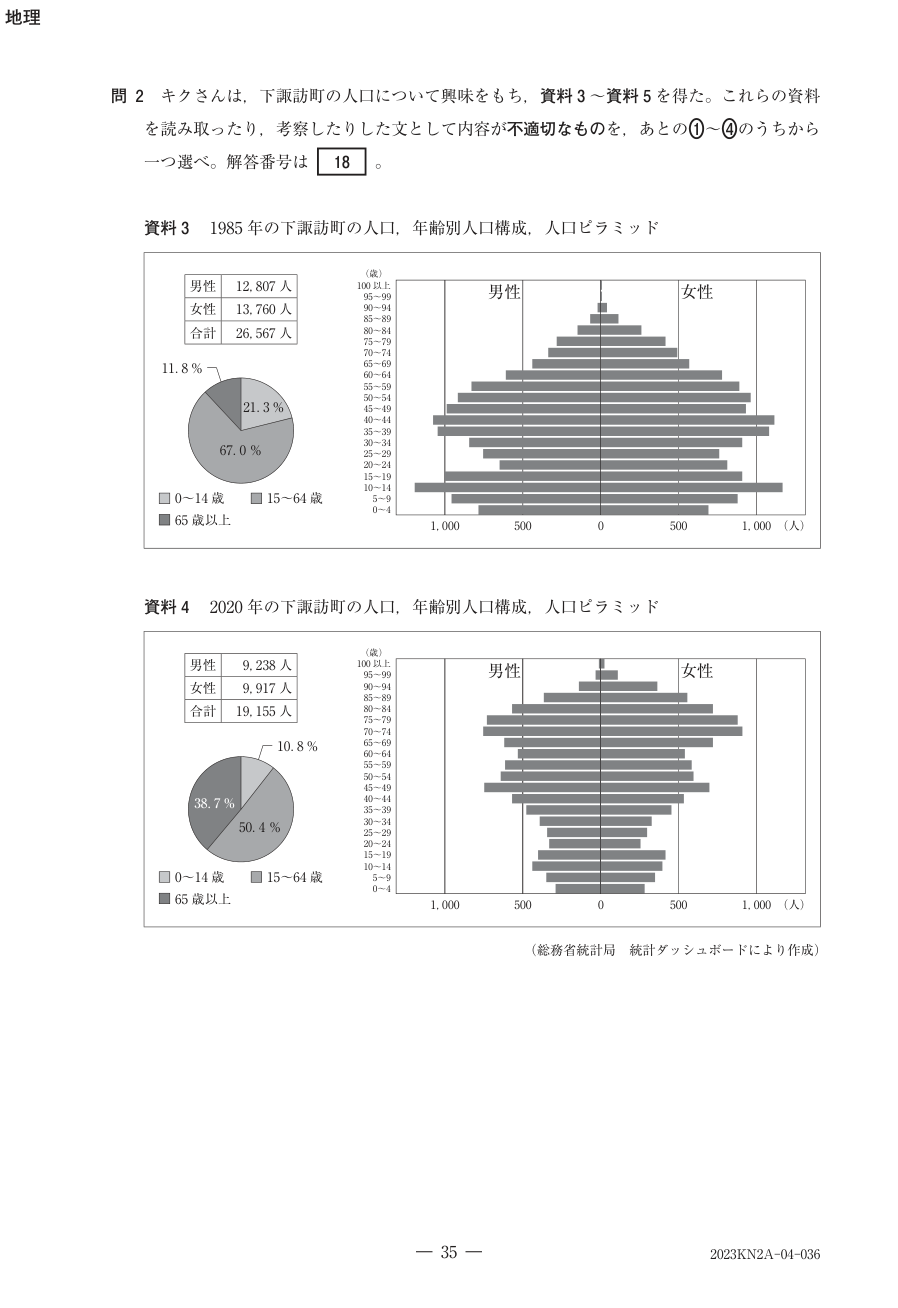 地理
問 2 キクさんは，下諏訪町の人口について興味をもち，資料 3 ～資料 5 を得た。これらの資料
を読み取ったり，考察したりした文として内容が不適切なものを，あとの①～④のうちから
一つ選べ。解答番号は 18 。
資料 3 1985 年の下諏訪町の人口，年齢別人口構成，人口ピラミッド
男性 12,807 人
女性 13,760 人
合計 26,567 人
11.8 %
21.3 %
67.0 %
0～14 歳 15～64 歳
65 歳以上
（歳）
男性 女性
100 以上
95～99
90～94
85～89
80～84
75～79
70～74
65～69
60～64
55～59
50～54
45～49
40～44
35～39
30～34
25～29
20～24
15～19
10～14
5～9
0～4
1,000 500 0 500 1,000 （人）
資料 4 2020 年の下諏訪町の人口，年齢別人口構成，人口ピラミッド
男性 9,238 人
女性 9,917 人
合計 19,155 人
10.8 %
38.7 %
50.4 %
0～14 歳 15～64 歳
65 歳以上
（歳）
男性 女性
100 以上
95～99
90～94
85～89
80～84
75～79
70～74
65～69
60～64
55～59
50～54
45～49
40～44
35～39
30～34
25～29
20～24
15～19
10～14
5～9
0～4
1,000 500 0 500 1,000 （人）
（総務省統計局 統計ダッシュボードにより作成）
― 35 ―
2023KN2A-04-036